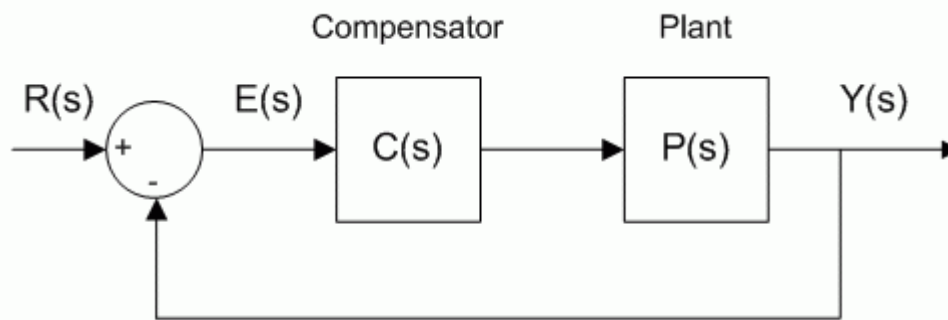 Compensator Plant
R(s) E(s) Y(s)
+ C(s) P(s)
-